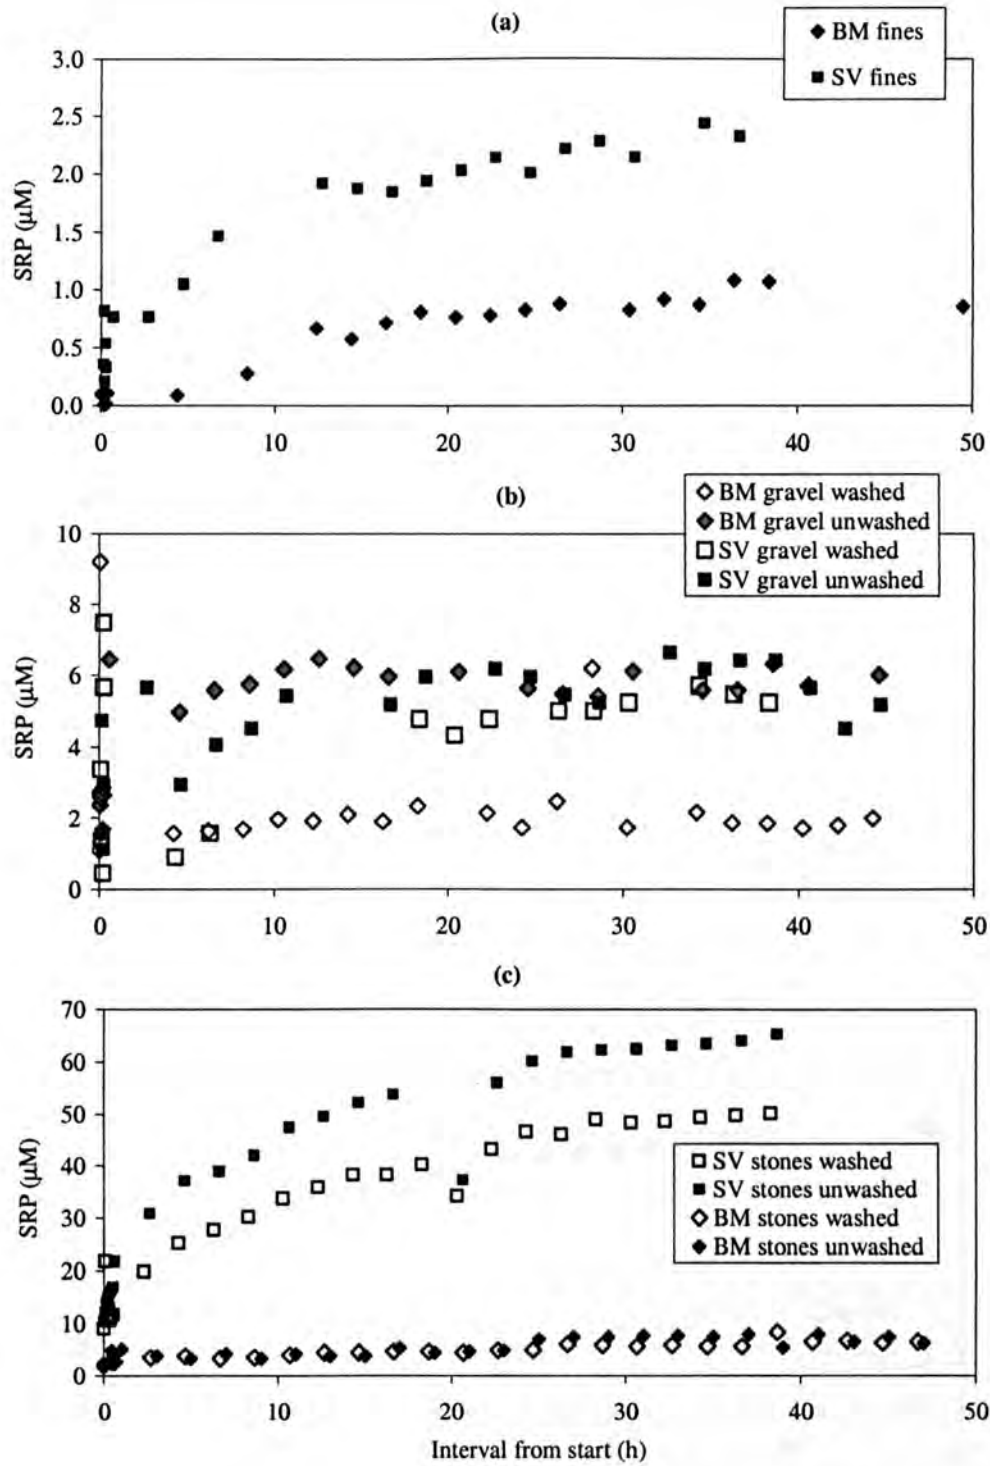 (a)
BM fines
SV fines
3.0
2.5
2.0
1.5
1.0
0.5
0.0
SRP (μM)
0 10 20 30 40 50
(b)
BM gravel washed
BM gravel unwashed
SV gravel washed
SV gravel unwashed
10
8
6
4
2
0
SRP (μM)
0 10 20 30 40 50
(c)
70
60
50
40
30
20
10
0
SRP (μM)
SV stones washed
SV stones unwashed
BM stones washed
BM stones unwashed
0 10 20 30 40 50
Interval from start (h)